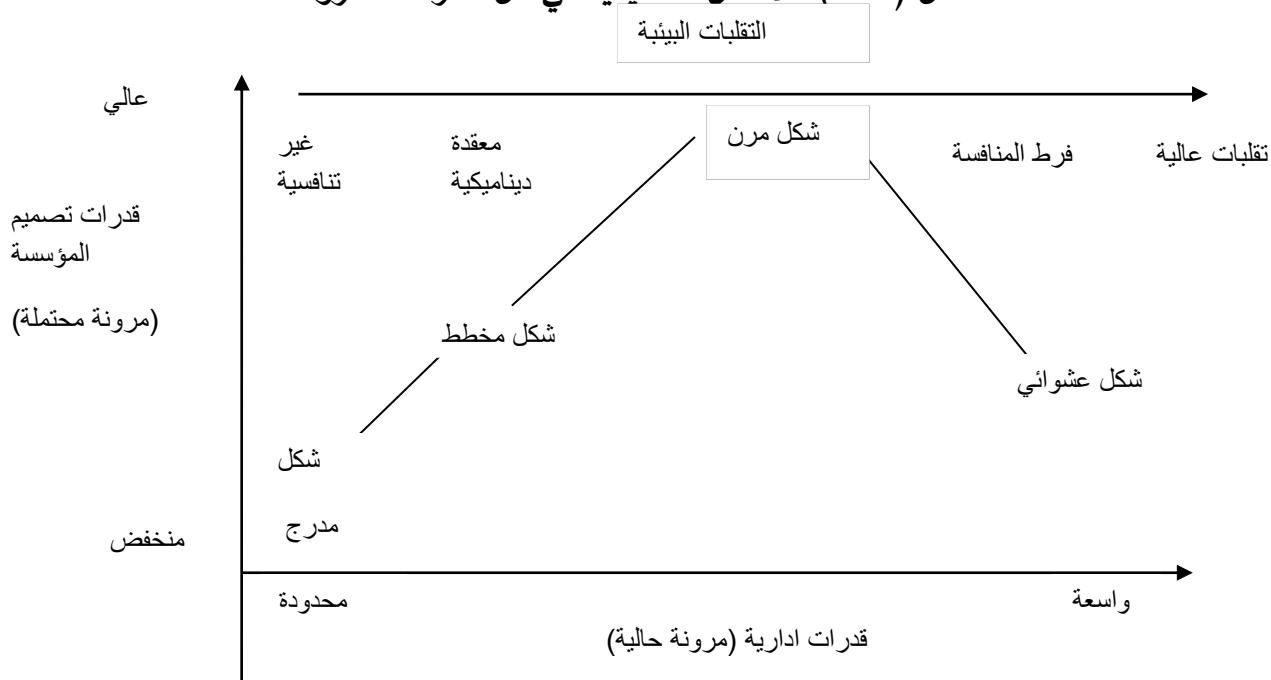 التقلبات البيئبة
عالي
شكل مرن
غير
تنافسية
معقدة
ديناميكية
فرط المنافسة
تقلبات عالية
قدرات تصميم
المؤسسة
(مرونة محتملة)
شكل مخطط
شكل عشوائي
شكل
مدرج
منخفض
محدودة
واسعة
قدرات ادارية (مرونة حالية)